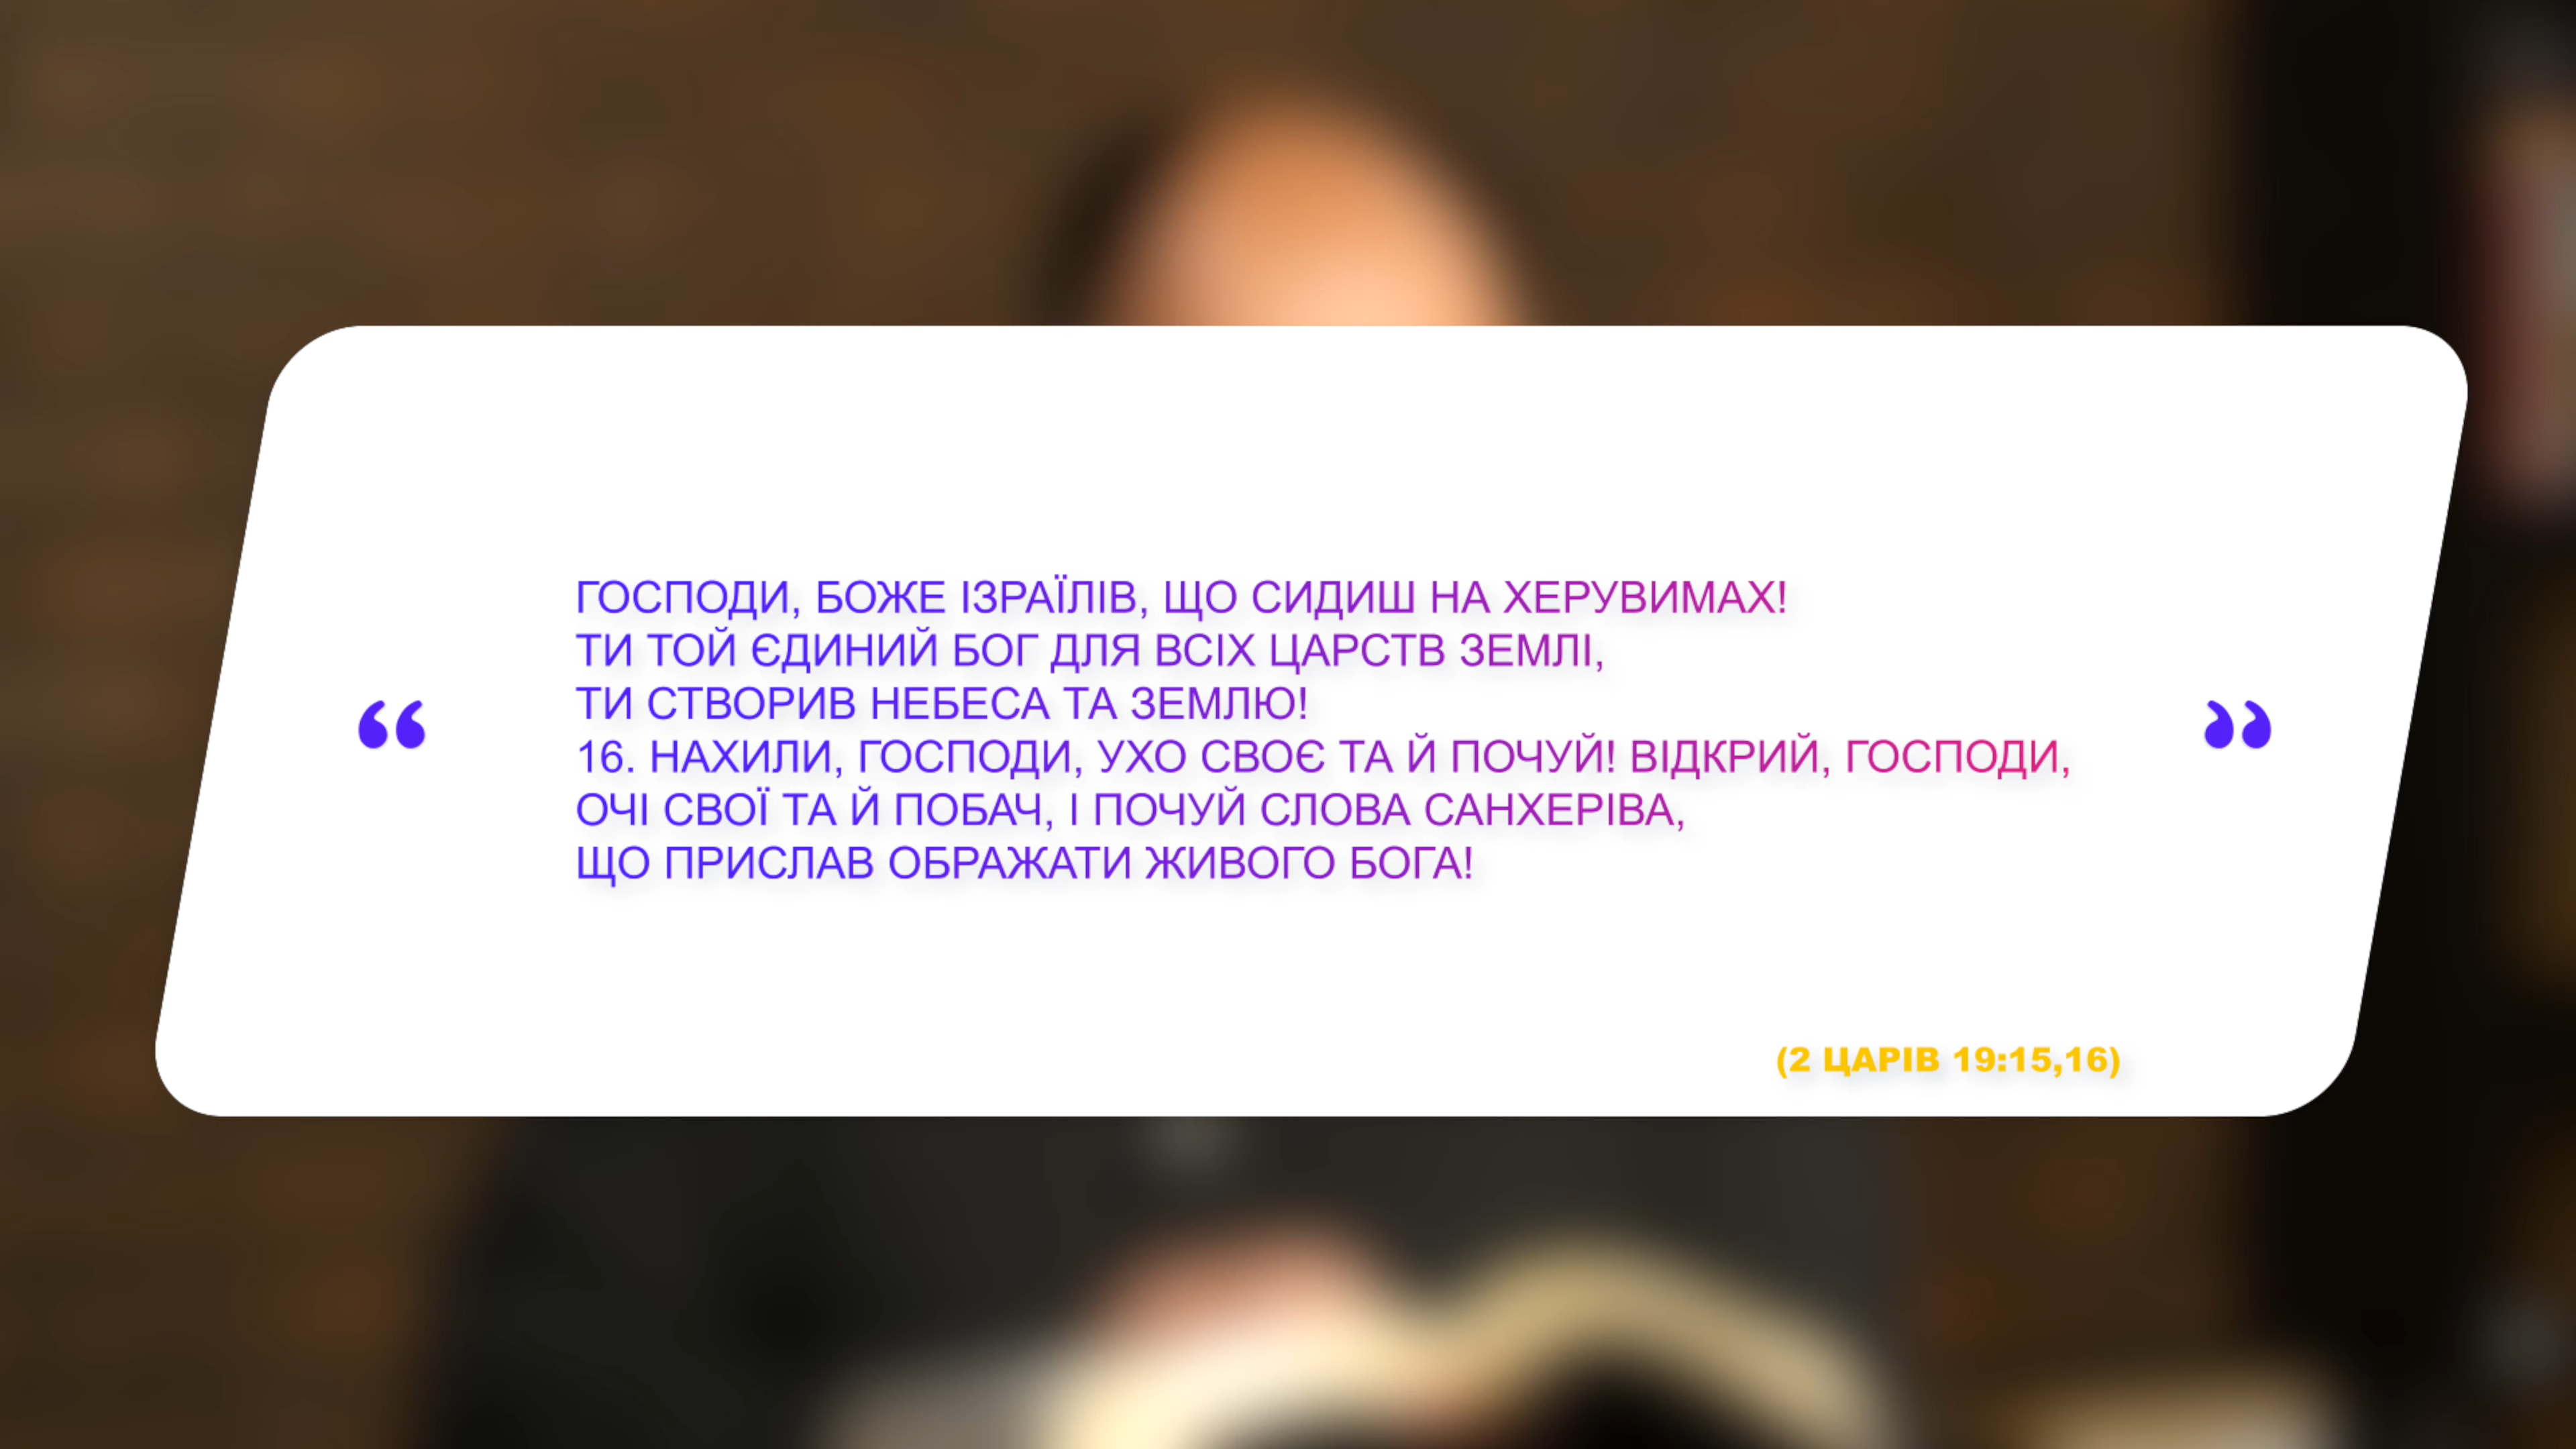 ГОСПОДИ, БОЖЕ ІЗРАЇЛІВ, ЩО СИДИШ НА ХЕРУВИМАХ!
ТИ ТОЙ ЄДИНИЙ БОГ ДЛЯ ВСІХ ЦАРСТВ ЗЕМЛІ,
ТИ СТВОРИВ НЕБЕСА ТА ЗЕМЛЮ!
16. НАХИЛИ, ГОСПОДИ, УХО СВОЄ ТА Й ПОЧУЙ! ВІДКРИЙ, ГОСПОДИ,
ОЧІ СВОЇ ТА Й ПОБАЧ, І ПОЧУЙ СЛОВА САНХЕРІВА,
ЩО ПРИСЛАВ ОБРАЖАТИ ЖИВОГО БОГА!
(2 ЦАРІВ 19:15,16)